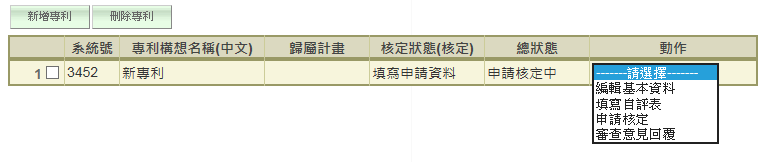 新增專利 刪除專利
系統號 專利構想名稱(中文) 歸屬計畫 核定狀態(核定) 總狀態 動作
1 3452 新專利 填寫申請資料 申請核定中 -------請選擇-------
編輯基本資料
填寫自評表
申請核定
審查意見回覆